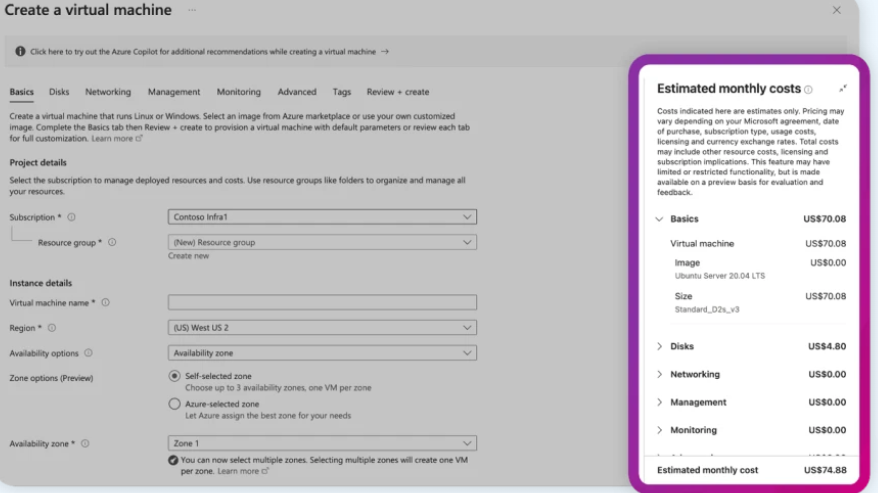 Create a virtual machine ...
Click here to try out the Azure Copilot for additional recommendations while creating a virtual machine →
Basics Disks Networking Management Monitoring Advanced Tags Review + create
Create a virtual machine that runs Linux or Windows. Select an image from Azure marketplace or use your own customized
image. Complete the Basics tab then Review + create to provision a virtual machine with default parameters or review each tab
for full customization. Learn more
Project details
Select the subscription to manage deployed resources and costs. Use resource groups like folders to organize and manage all
your resources.
Subscription * Contoso Infra1
Resource group * (New) Resource group
Create new
Instance details
Virtual machine name *
Region * (US) West US 2
Availability options Availability zone
Zone options (Preview) Self-selected zone
Choose up to 3 availability zones, one VM per zone
Azure-selected zone
Let Azure assign the best zone for your needs
Availability zone * Zone 1
You can now select multiple zones. Selecting multiple zones will create one VM
per zone. Learn more
Estimated monthly costs
Costs indicated here are estimates only. Pricing may
vary depending on your Microsoft agreement, date
of purchase, subscription type, usage costs,
licensing and currency exchange rates. Total costs
may include other resource costs, licensing and
subscription implications. This feature may have
limited or restricted functionality, but is made
available on a preview basis for evaluation and
feedback.
Basics US$70.08
Virtual machine US$70.08
Image US$0.00
Ubuntu Server 20.04 LTS
Size US$70.08
Standard_D2s_v3
Disks US$4.80
Networking US$0.00
Management US$0.00
Monitoring US$0.00
Estimated monthly cost US$74.88